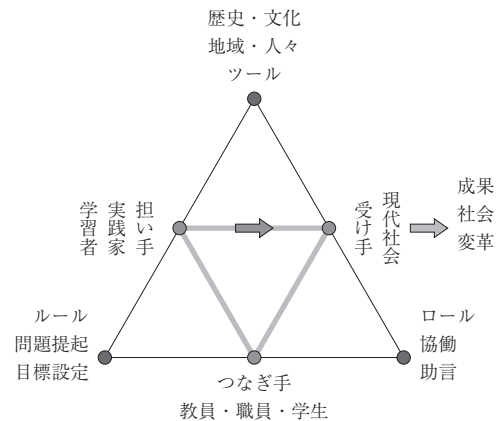 歴史・文化
地域・人々
ツール
担い手
実践家
学習者
現代社会
受け手
成果
社会
変革
ルール
問題提起
目標設定
ロール
協働
助言
つなぎ手
教員・職員・学生